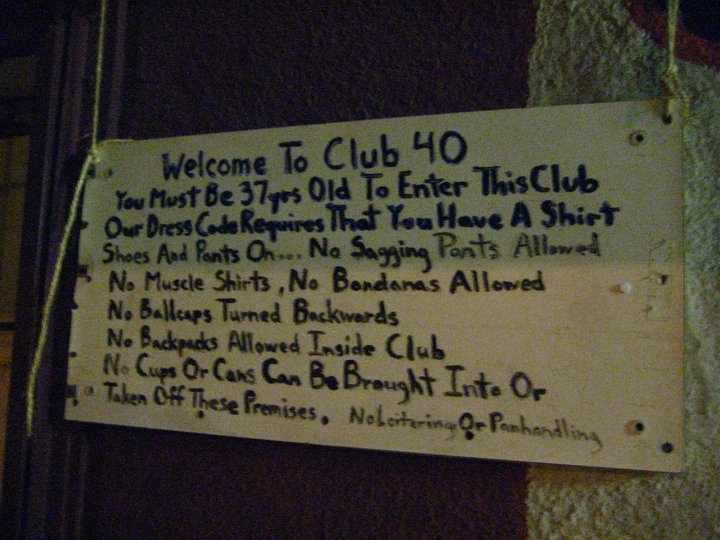 Welcome To Club 40
You Must Be 37yrs Old To Enter This Club
Our Dress Code Requires That You Have A Shirt
Shoes And Pants On... No Sagging Pants Allowed
No Muscle Shirts, No Bandanas Allowed
No Ballcaps Turned Backwards
No Backpacks Allowed Inside Club
No Cups Or Cans Can Be Brought Into Or
Taken Off These Premises. No Loitering Or Panhandling